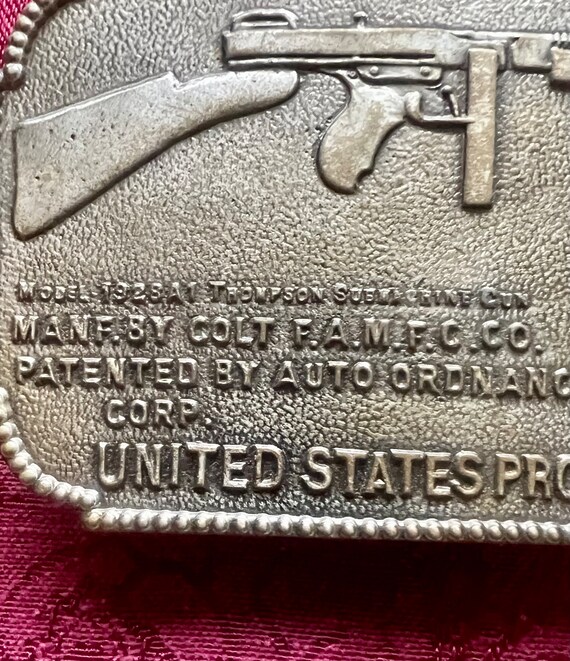 MODEL 1928A1 THOMPSON SUBMACHINE GUN
MANF. BY COLT F.A.M.F.C.CO.
PATENTED BY AUTO ORDNANC
CORP.
UNITED STATES PRO